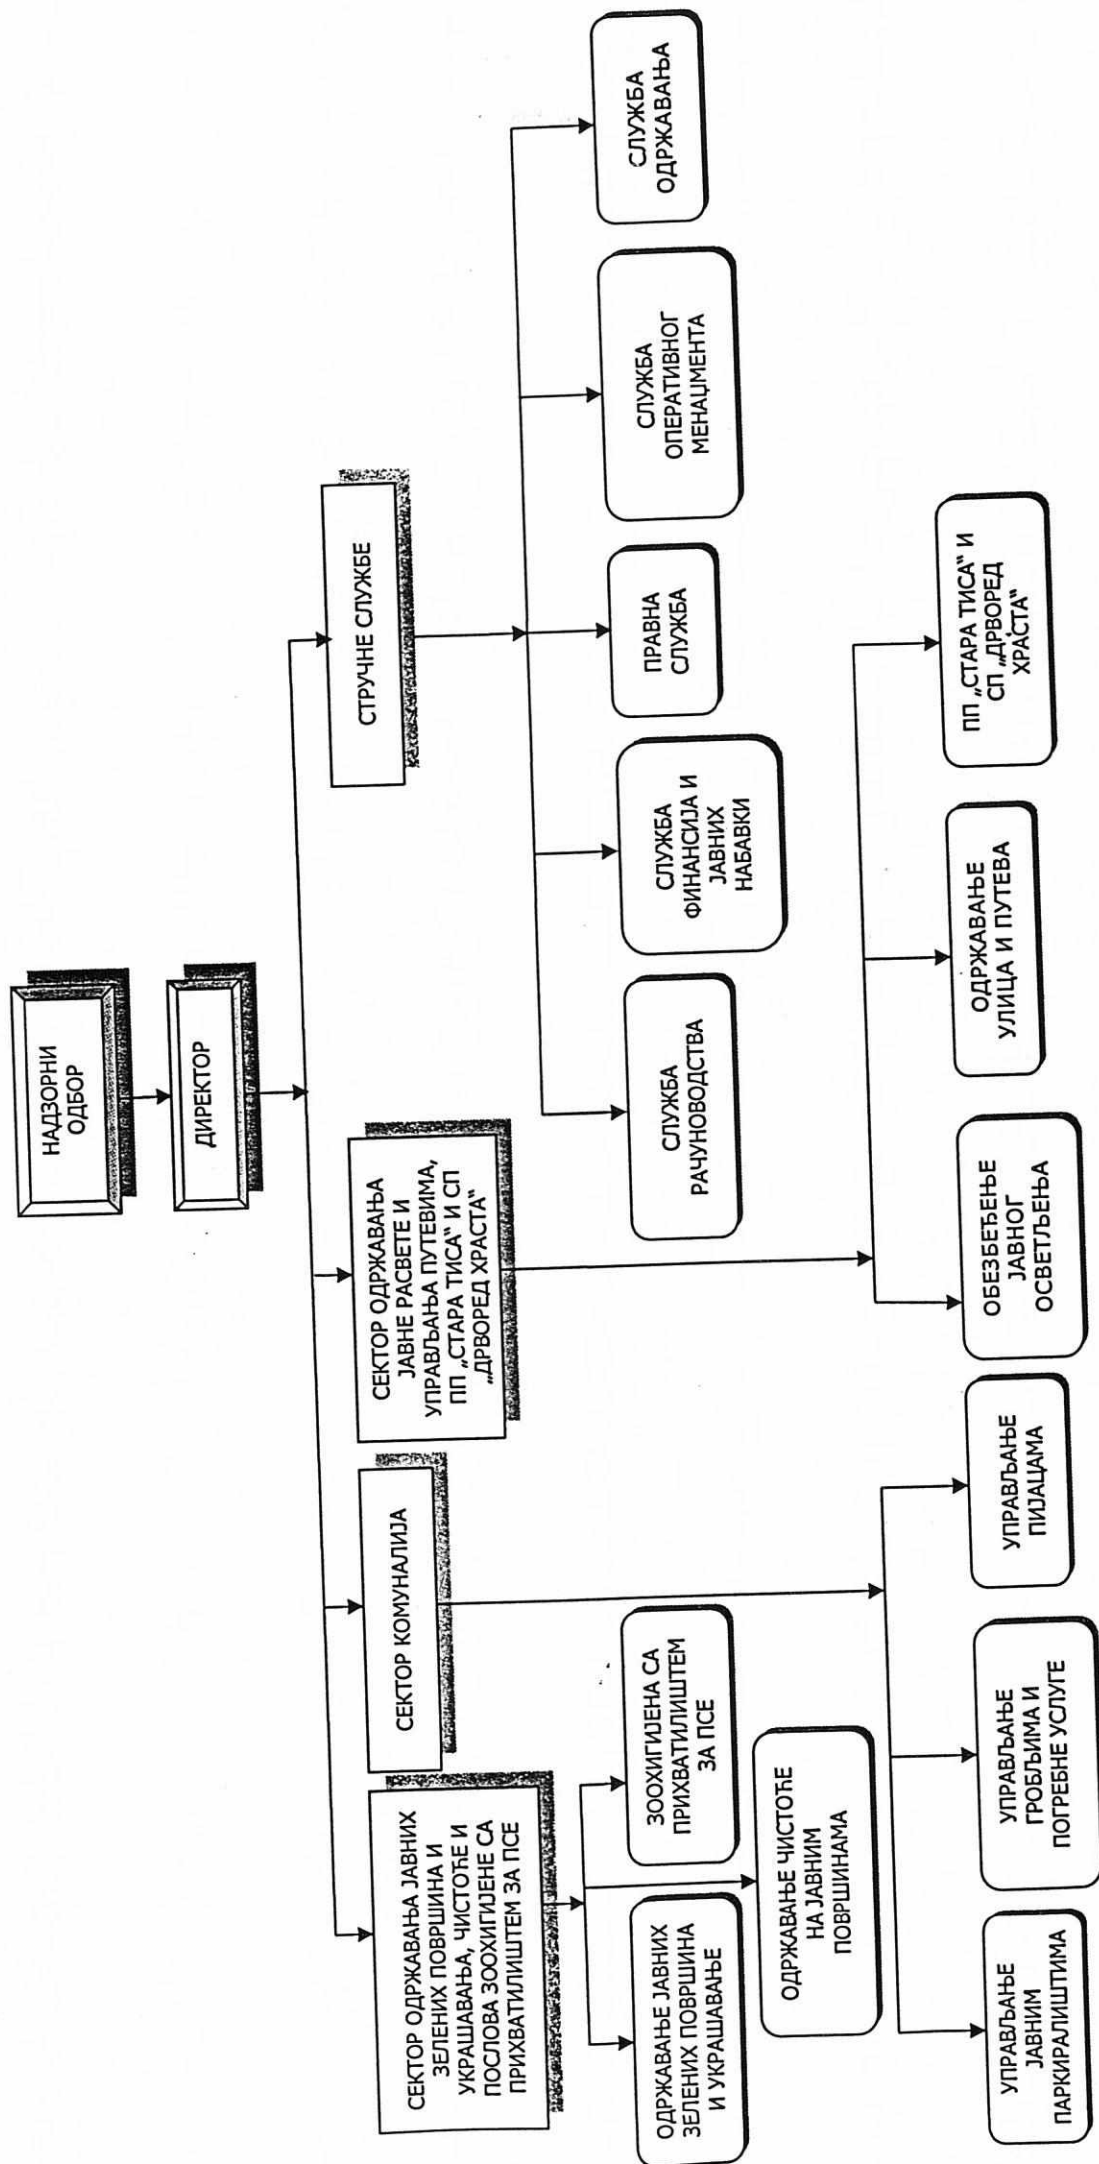 НАДЗОРНИ
ОДБОР
ДИРЕКТОР
СЕКТОР ОДРЖАВАЊА ЈАВНИХ
ЗЕЛЕНИХ ПОВРШИНА И
УКРАШАВАЊА, ЧИСТОЋЕ И
ПОСЛОВА ЗООХИГИЈЕНЕ СА
ПРИХВАТИЛИШТЕМ ЗА ПСЕ
СЕКТОР КОМУНАЛИЈА
СЕКТОР ОДРЖАВАЊА
ЈАВНЕ РАСВЕТЕ И
УПРАВЉАЊА ПУТЕВИМА,
ПП „СТАРА ТИСА“ И СП
„ДРВОРЕД ХРАСТА“
СТРУЧНЕ СЛУЖБЕ
ОДРЖАВАЊЕ ЈАВНИХ
ЗЕЛЕНИХ ПОВРШИНА
И УКРАШАВАЊЕ
ЗООХИГИЈЕНА СА
ПРИХВАТИЛИШТЕМ
ЗА ПСЕ
ОДРЖАВАЊЕ ЧИСТОЋЕ
НА ЈАВНИМ
ПОВРШИНАМА
СЛУЖБА
РАЧУНОВОДСТВА
СЛУЖБА
ФИНАНСИЈА И
ЈАВНИХ
НАБАВКИ
ПРАВНА
СЛУЖБА
СЛУЖБА
ОПЕРАТИВНОГ
МЕНАЏМЕНТА
СЛУЖБА
ОДРЖАВАЊА
УПРАВЉАЊЕ
ЈАВНИМ
ПАРКИРАЛИШТИМА
УПРАВЉАЊЕ
ГРОБЉИМА И
ПОГРЕБНЕ УСЛУГЕ
УПРАВЉАЊЕ
ПИЈАЦАМА
ОБЕЗБЕЂЕЊЕ
ЈАВНОГ
ОСВЕТЉЕЊА
ОДРЖАВАЊЕ
УЛИЦА И ПУТЕВА
ПП „СТАРА ТИСА“ И
СП „ДРВОРЕД
ХРАСТА“